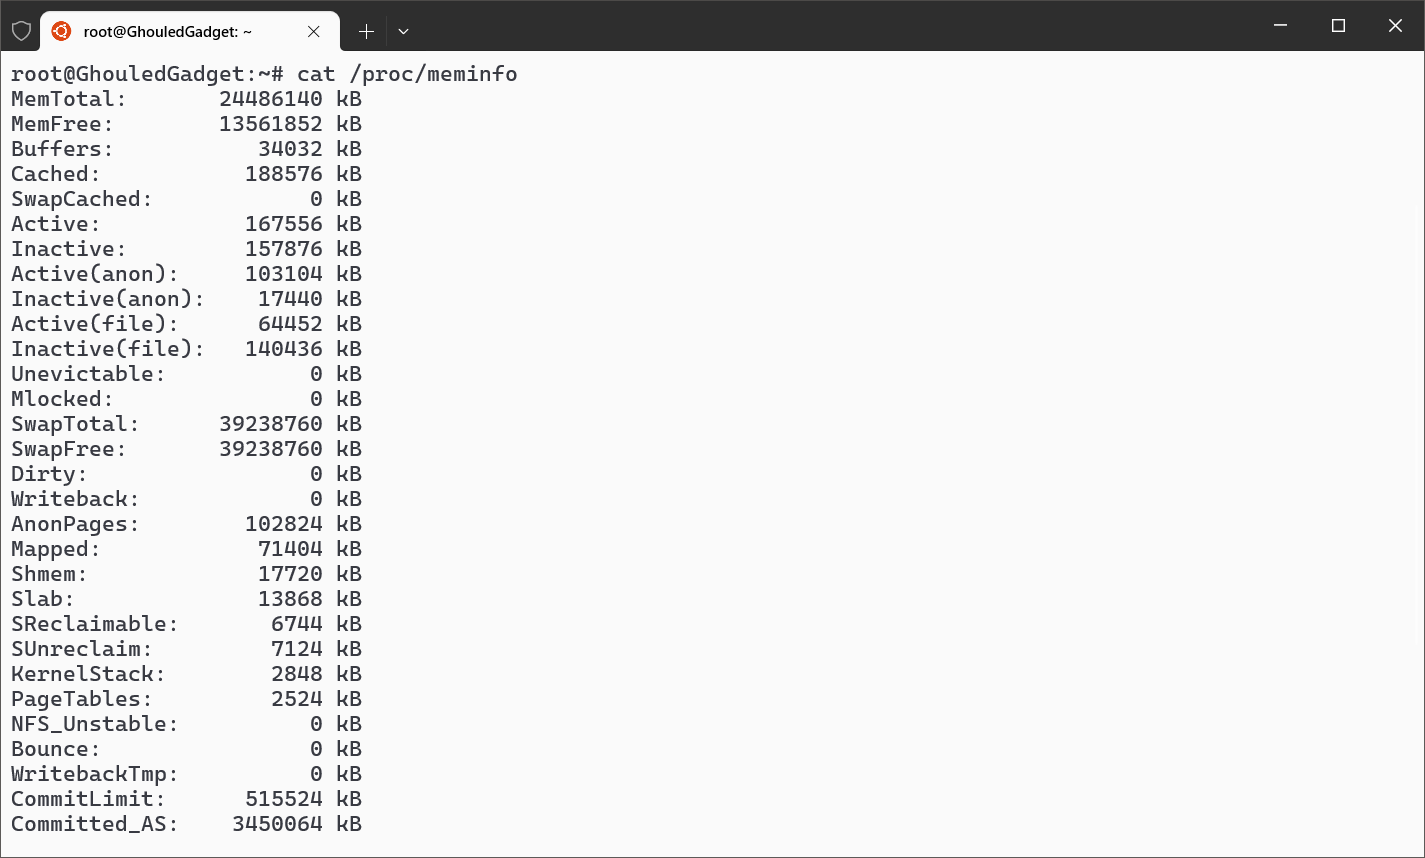 root@GhouledGadget: ~
root@GhouledGadget:~# cat /proc/meminfo
MemTotal:       24486140 kB
MemFree:        13561852 kB
Buffers:           34032 kB
Cached:           188576 kB
SwapCached:            0 kB
Active:           167556 kB
Inactive:         157876 kB
Active(anon):     103104 kB
Inactive(anon):    17440 kB
Active(file):      64452 kB
Inactive(file):   140436 kB
Unevictable:           0 kB
Mlocked:               0 kB
SwapTotal:      39238760 kB
SwapFree:       39238760 kB
Dirty:                 0 kB
Writeback:             0 kB
AnonPages:        102824 kB
Mapped:            71404 kB
Shmem:             17720 kB
Slab:              13868 kB
SReclaimable:       6744 kB
SUnreclaim:         7124 kB
KernelStack:        2848 kB
PageTables:         2524 kB
NFS_Unstable:          0 kB
Bounce:                0 kB
WritebackTmp:          0 kB
CommitLimit:      515524 kB
Committed_AS:    3450064 kB